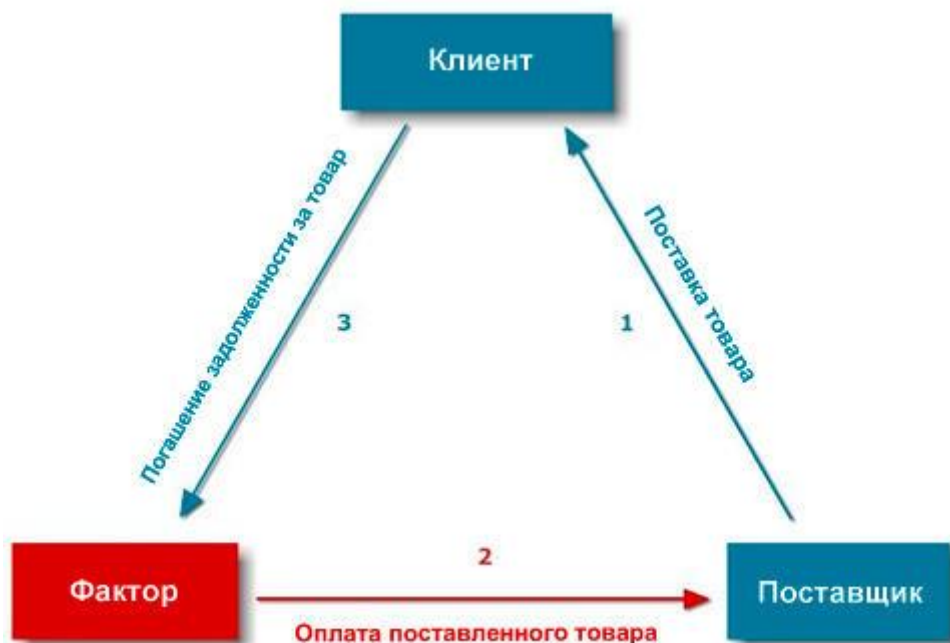 Клиент
Погашение задолженности за товар
Поставка товара
3
1
2
Фактор
Поставщик
Оплата поставленного товара